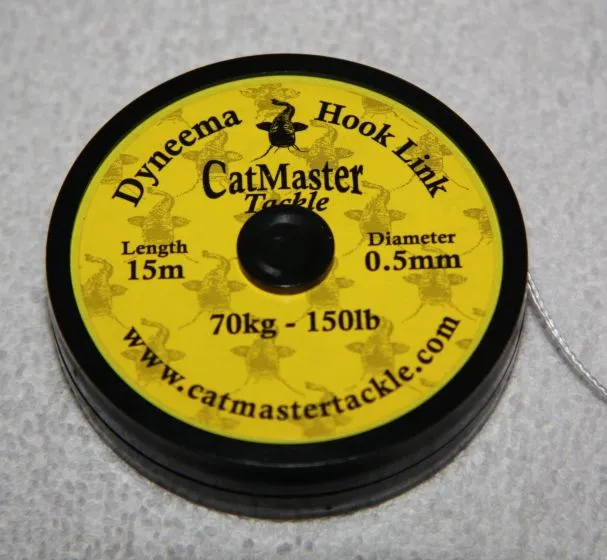 Dyneema Hook Link
CatMaster
Tackle
Length
15m
Diameter
0.5mm
70kg - 150lb
www.catmastertackle.com